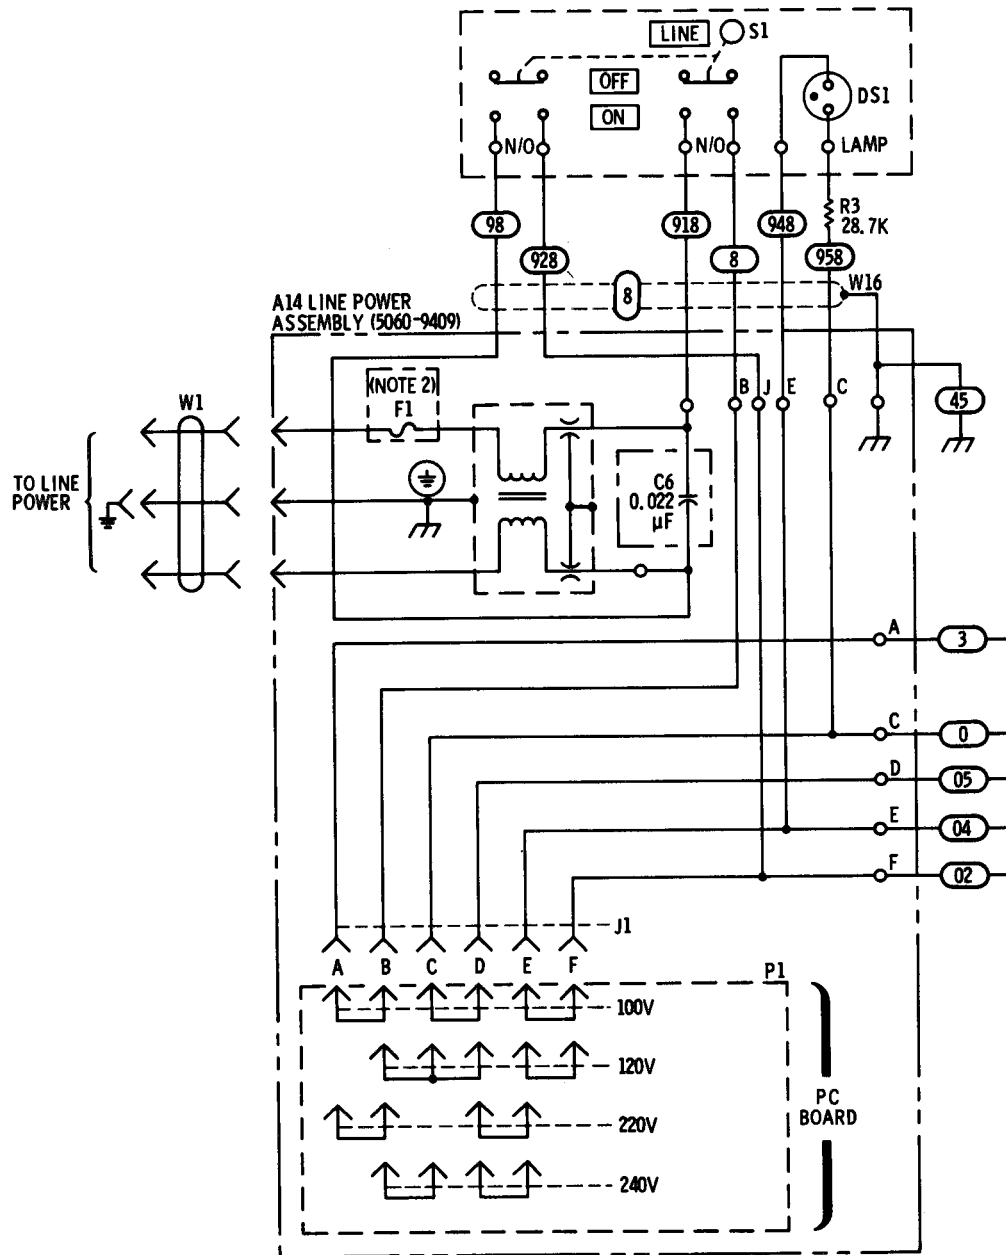 LINE S1
OFF
ON
DS1
N/O N/O LAMP
R3
28.7K
98 918 948
928 8 958
8 W16
A14 LINE POWER
ASSEMBLY (5060-9409)
(NOTE 2)
F1
B J E C
45
W1
TO LINE
POWER
C6
0.022
µF
A 3
C 0
D 05
E 04
F 02
J1
A B C D E F
P1
100V
120V
220V
240V
PC
BOARD